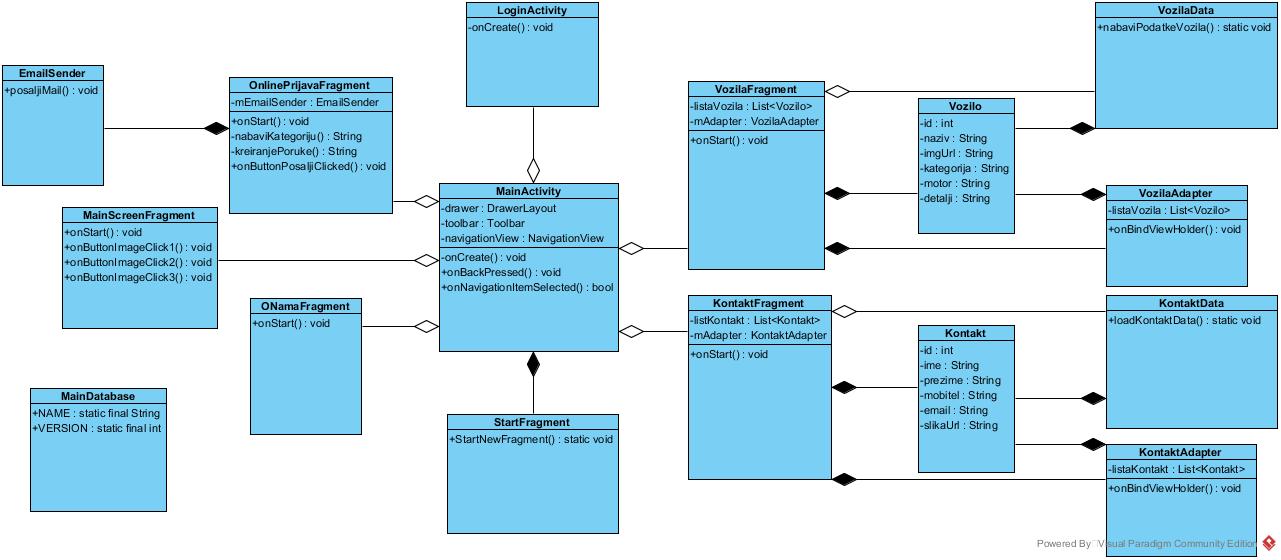 LoginActivity
-onCreate() : void
VozilaData
+nabaviPodatkeVozila() : static void
EmailSender
+posaljiMail() : void
OnlinePrijavaFragment
-mEmailSender : EmailSender
+onStart() : void
-nabaviKategoriju() : String
-kreiranjePoruke() : String
+onButtonPosaljiClicked() : void
VozilaFragment
-listaVozila : List<Vozilo>
-mAdapter : VozilaAdapter
+onStart() : void
Vozilo
-id : int
-naziv : String
-imgUrl : String
-kategorija : String
-motor : String
-detalji : String
MainActivity
-drawer : DrawerLayout
-toolbar : Toolbar
-navigationView : NavigationView
-onCreate() : void
+onBackPressed() : void
+onNavigationItemSelected() : bool
VozilaAdapter
-listaVozila : List<Vozilo>
+onBindViewHolder() : void
MainScreenFragment
+onStart() : void
+onButtonImageClick1() : void
+onButtonImageClick2() : void
+onButtonImageClick3() : void
ONamaFragment
+onStart() : void
KontaktFragment
-listKontakt : List<Kontakt>
-mAdapter : KontaktAdapter
+onStart() : void
KontaktData
+loadKontaktData() : static void
Kontakt
-id : int
-ime : String
-prezime : String
-mobitel : String
-email : String
-slikaUrl : String
MainDatabase
+NAME : static final String
+VERSION : static final int
StartFragment
+StartNewFragment() : static void
KontaktAdapter
-listaKontakt : List<Kontakt>
+onBindViewHolder() : void
Powered By Visual Paradigm Community Edition